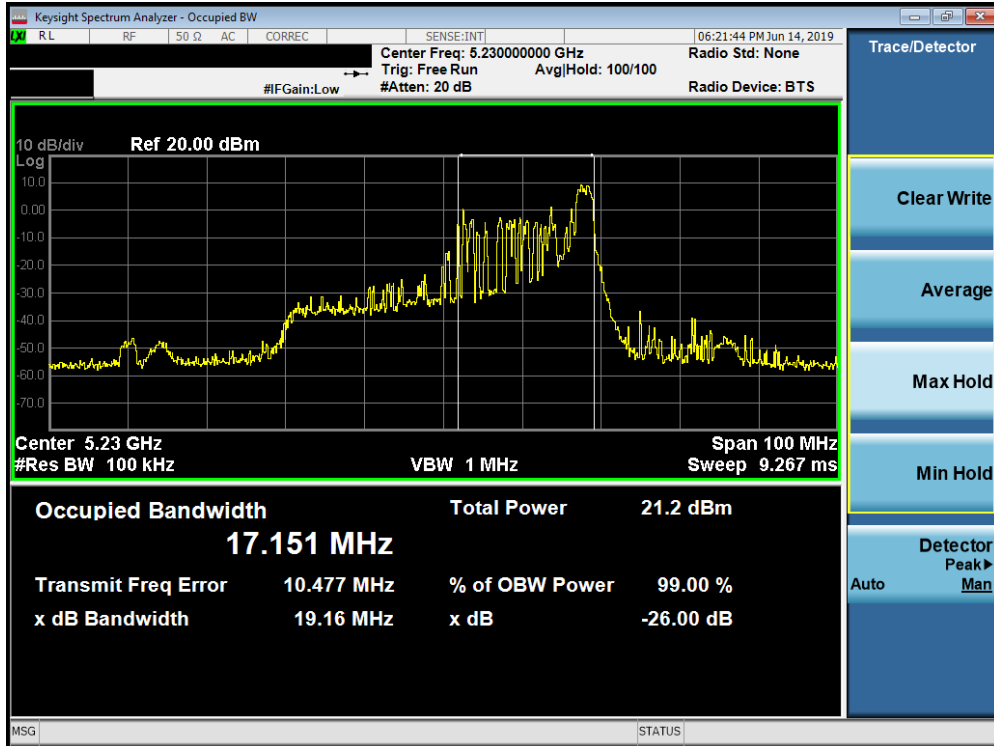 Keysight Spectrum Analyzer - Occupied BW
LXI RL RF 50 Ω AC CORREC SENSE:INT 06:21:44 PM Jun 14, 2019
Center Freq: 5.230000000 GHz Radio Std: None
Trig: Free Run Avg|Hold: 100/100
#IFGain:Low #Atten: 20 dB Radio Device: BTS
10 dB/div Ref 20.00 dBm
Log
10.0
0.00
-10.0
-20.0
-30.0
-40.0
-50.0
-60.0
-70.0
Center 5.23 GHz Span 100 MHz
#Res BW 100 kHz VBW 1 MHz Sweep 9.267 ms
Occupied Bandwidth Total Power 21.2 dBm
17.151 MHz
Transmit Freq Error 10.477 MHz % of OBW Power 99.00 %
x dB Bandwidth 19.16 MHz x dB -26.00 dB
MSG STATUS
Trace/Detector
Clear Write
Average
Max Hold
Min Hold
Detector
Peak▶
Auto Man